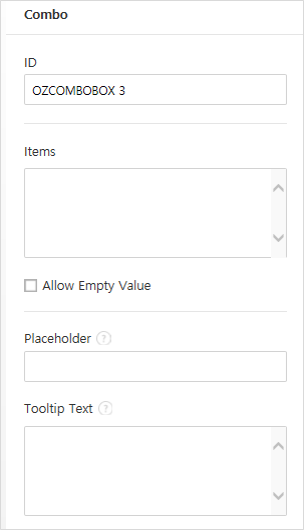 Combo
ID
OZCOMBOBOX 3
Items
Allow Empty Value
Placeholder ?
Tooltip Text ?